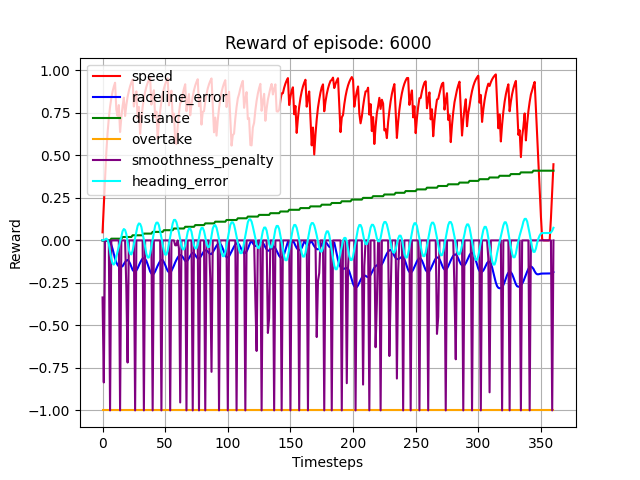 Reward of episode: 6000
1.00
0.75
0.50
0.25
0.00
−0.25
−0.50
−0.75
−1.00
Reward
speed
raceline_error
distance
overtake
smoothness_penalty
heading_error
0 50 100 150 200 250 300 350
Timesteps